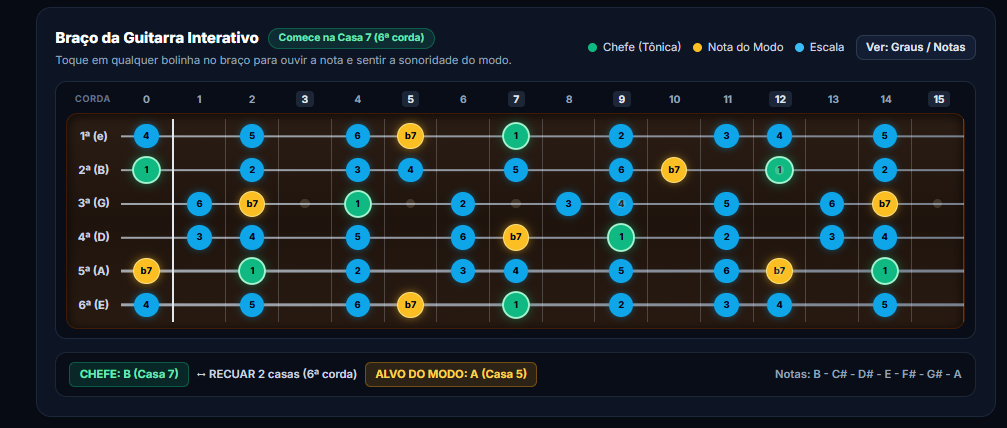 Braço da Guitarra Interativo Comece na Casa 7 (6ª corda)
Toque em qualquer bolinha no braço para ouvir a nota e sentir a sonoridade do modo.
Chefe (Tônica) Nota do Modo Escala Ver: Graus / Notas
CORDA 0 1 2 3 4 5 6 7 8 9 10 11 12 13 14 15
1ª (e) 4 5 6 b7 1 2 3 4 5
2ª (B) 1 2 3 4 5 6 b7 1 2
3ª (G) 6 b7 1 2 3 4 5 6 b7
4ª (D) 3 4 5 6 b7 1 2 3 4
5ª (A) b7 1 2 3 4 5 6 b7 1
6ª (E) 4 5 6 b7 1 2 3 4 5
CHEFE: B (Casa 7) ↔ RECUAR 2 casas (6ª corda) ALVO DO MODO: A (Casa 5) Notas: B - C# - D# - E - F# - G# - A